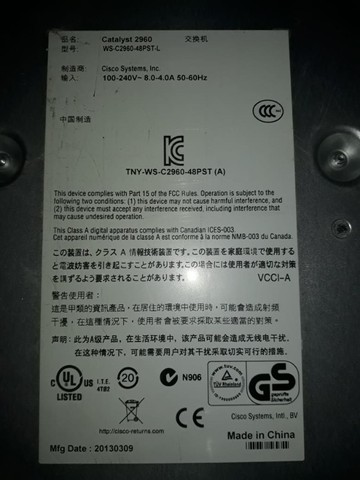 品名: Catalyst 2960 交换机
型号: WS-C2960-48PST-L
制造商: Cisco Systems, Inc.
输入: 100-240V~ 8.0-4.0A 50-60Hz
中国制造
CCC
TNY-WS-C2960-48PST (A)
This device complies with Part 15 of the FCC Rules. Operation is subject to the
following two conditions: (1) this device may not cause harmful interference, and
(2) this device must accept any interference received, including interference that
may cause undesired operation.
This Class A digital apparatus complies with Canadian ICES-003.
Cet appareil numérique de la classe A est conforme à la norme NMB-003 du Canada.
この装置は、クラス A 情報技術装置です。この装置を家庭環境で使用する
と電波妨害を引き起こすことがあります。この場合には使用者が適切な対策
を講ずるよう要求されることがあります。 VCCI-A
警告使用者:
這是甲類的資訊產品，在居住的環境中使用時，可能會造成射頻
干擾，在這種情況下，使用者會被要求採取某些適當的對策。
声明: 此为A级产品，在生活环境中，该产品可能会造成无线电干扰。
在这种情况下，可能需要用户对其干扰采取切实可行的措施。
UL US LISTED I.T.E.
20
N906
TÜV Rheinland
GS
http://cisco-returns.com
Cisco Systems, Intl., BV
Made in China
Mfg Date : 20130309